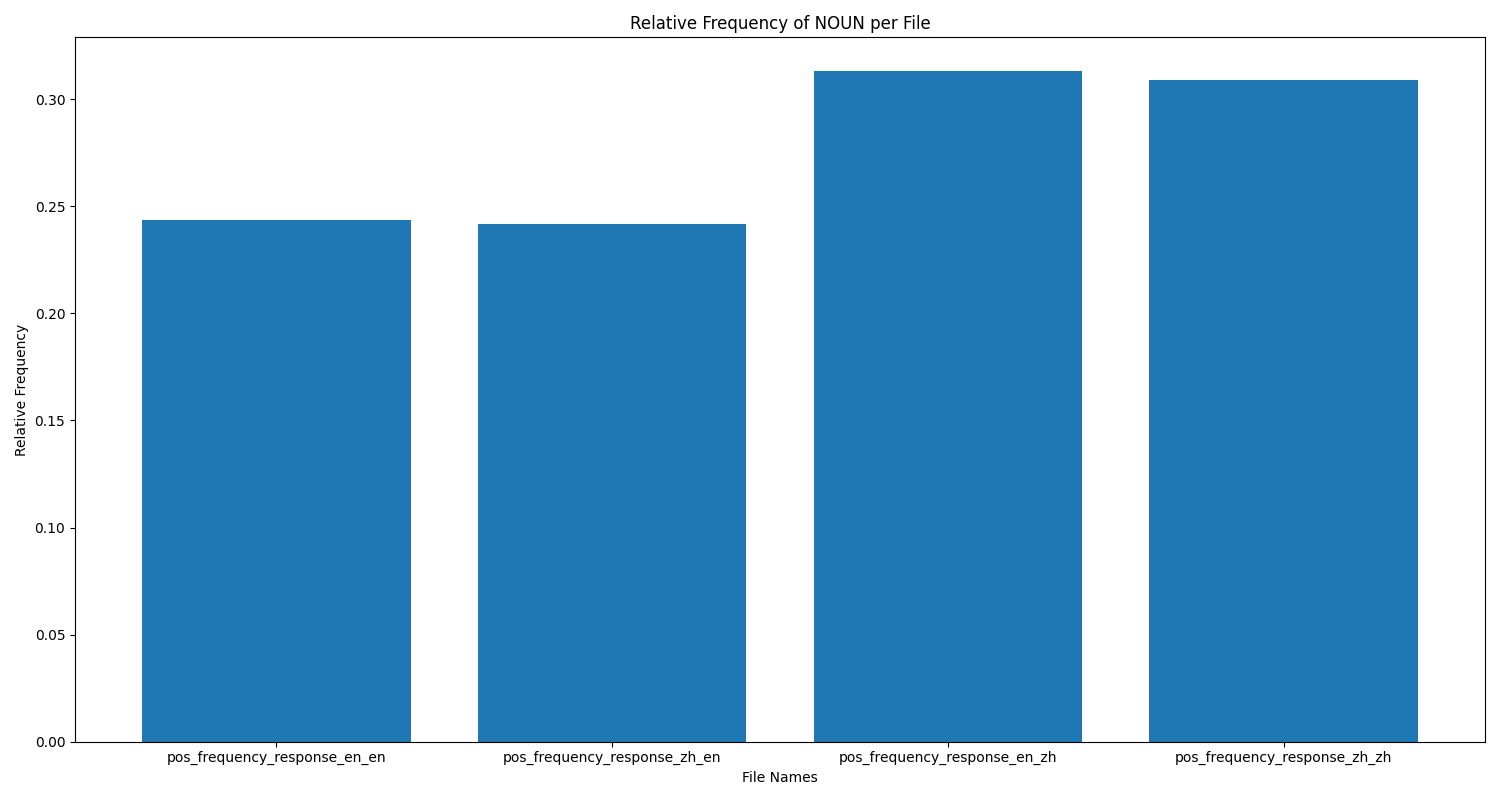 Relative Frequency of NOUN per File
Relative Frequency
0.30
0.25
0.20
0.15
0.10
0.05
0.00
pos_frequency_response_en_en
pos_frequency_response_zh_en
pos_frequency_response_en_zh
pos_frequency_response_zh_zh
File Names